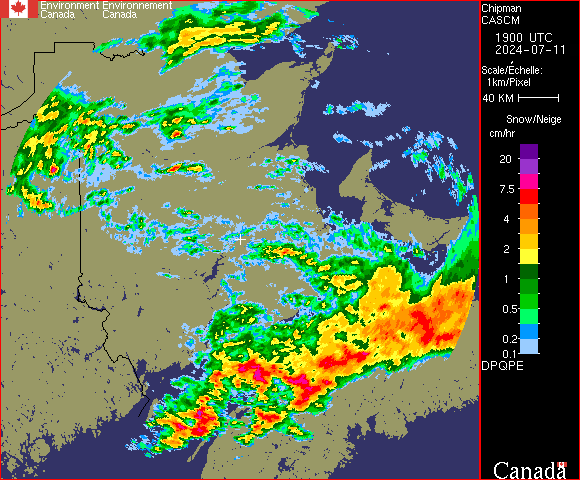 Environment Environnement
Canada Canada
Chipman
CASCM
1900 UTC
2024-07-11
Scale/Échelle:
1km/Pixel
40 KM
Snow/Neige
cm/hr
20
7.5
4
2
1
0.5
0.2
0.1
DPQPE
Canada